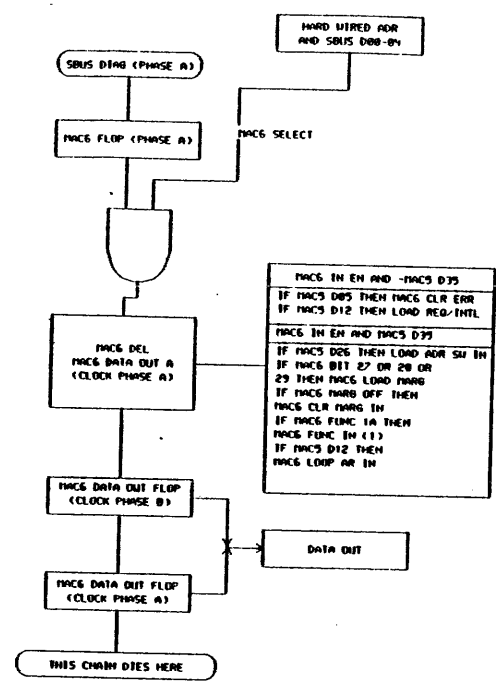 HARD WIRED ADR
AND SBUS D00-04
SBUS DIAG (PHASE A)
MAC6 FLOP (PHASE A)
MAC6 SELECT
MAC6 IN EN AND -MAC5 D35
IF MAC5 D05 THEN MAC6 CLR ERR
IF MAC5 D12 THEN LOAD REQ/INTL
MAC6 IN EN AND MAC5 D35
IF MAC5 D26 THEN LOAD ADR SW IN
IF MAC6 BIT 27 OR 28 OR
29 THEN MAC6 LOAD MARG
IF MAC6 MARG OFF THEN
MAC6 CLR MARG IN
IF MAC6 FUNC 1A THEN
MAC6 FUNC IN (1)
IF MAC5 D12 THEN
MAC6 LOOP AR IN
MAC6 DEL
MAC6 DATA OUT A
(CLOCK PHASE A)
MAC6 DATA OUT FLOP
(CLOCK PHASE B)
DATA OUT
MAC6 DATA OUT FLOP
(CLOCK PHASE A)
THIS CHAIN DIES HERE